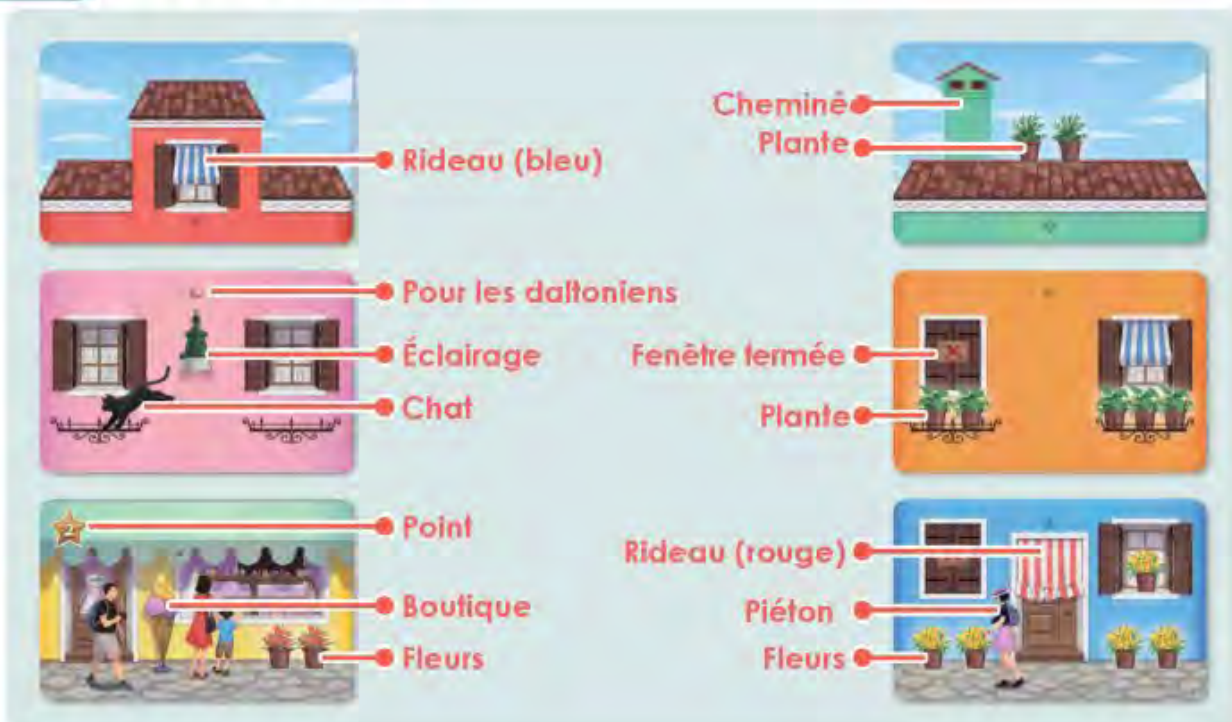 Cheminé
Rideau (bleu)
Plante
Pour les daltoniens
Éclairage
Fenêtre fermée
Chat
Plante
2
Point
Rideau (rouge)
Boutique
Piéton
Fleurs
Fleurs